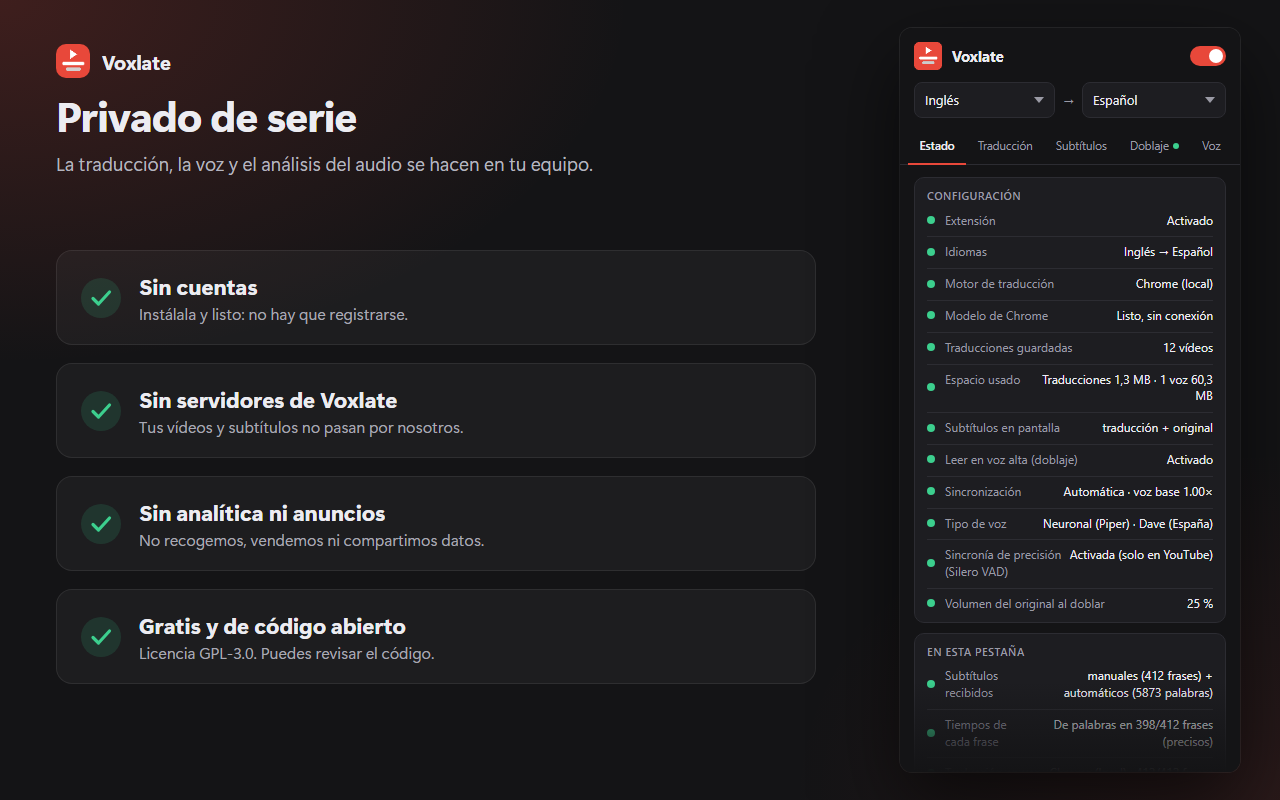 Voxlate
Privado de serie
La traducción, la voz y el análisis del audio se hacen en tu equipo.
Sin cuentas
Instálala y listo: no hay que registrarse.
Sin servidores de Voxlate
Tus vídeos y subtítulos no pasan por nosotros.
Sin analítica ni anuncios
No recogemos, vendemos ni compartimos datos.
Gratis y de código abierto
Licencia GPL-3.0. Puedes revisar el código.
Voxlate
Inglés → Español
Estado Traducción Subtítulos Doblaje Voz
CONFIGURACIÓN
Extensión Activado
Idiomas Inglés → Español
Motor de traducción Chrome (local)
Modelo de Chrome Listo, sin conexión
Traducciones guardadas 12 vídeos
Espacio usado Traducciones 1,3 MB · 1 voz 60,3
MB
Subtítulos en pantalla traducción + original
Leer en voz alta (doblaje) Activado
Sincronización Automática · voz base 1.00×
Tipo de voz Neuronal (Piper) · Dave (España)
Sincronía de precisión Activada (solo en YouTube)
(Silero VAD)
Volumen del original al doblar 25 %
EN ESTA PESTAÑA
Subtítulos manuales (412 frases) +
recibidos automáticos (5873 palabras)
Tiempos de De palabras en 398/412 frases
cada frase (precisos)